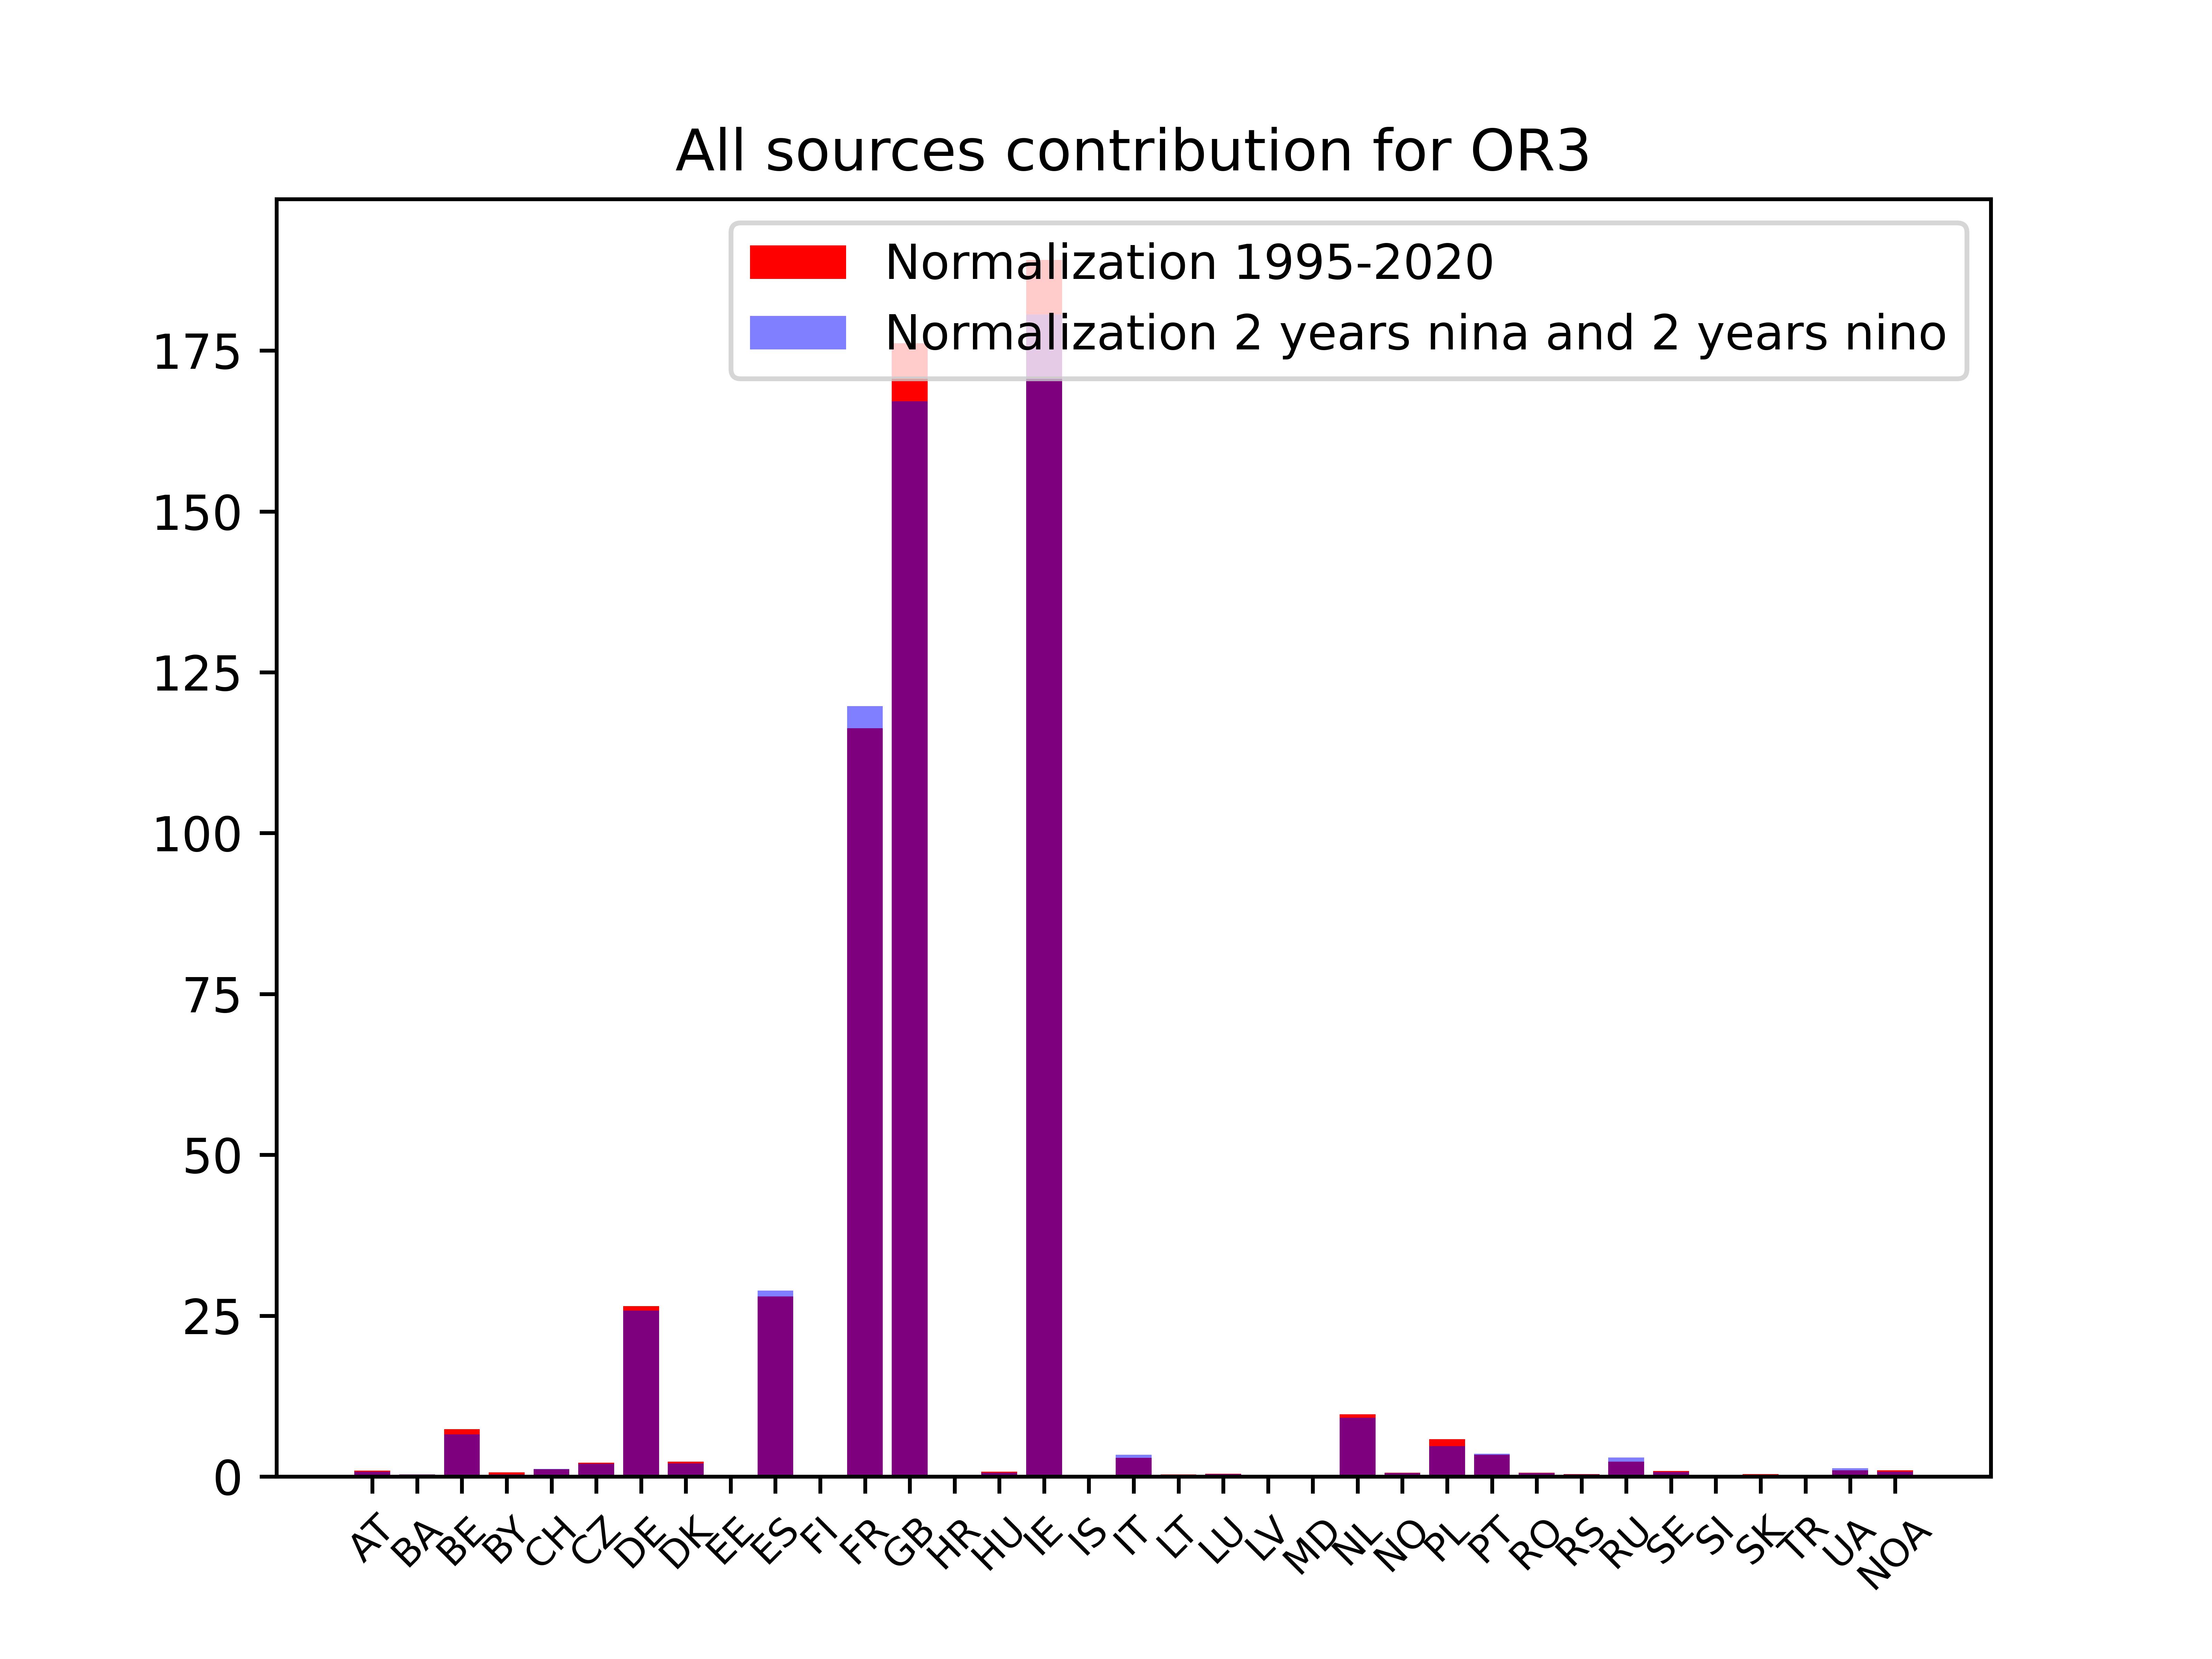 All sources contribution for OR3
Normalization 1995-2020
Normalization 2 years nina and 2 years nino
175
150
125
100
75
50
25
0
AT BA BE BY CH CZ DE DK EE ES FI FR GB HR HU IE IS IT LT LU LV MD NL NO PL PT RO RS RU SE SI SK TR UA NOA